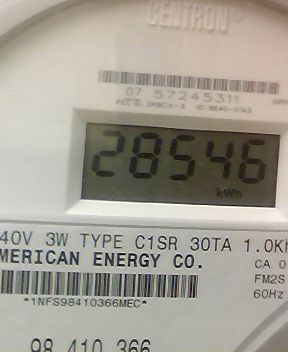 CENTRON
07 57245311
28546
kWh
40V 3W TYPE C1SR 30TA 1.0K
MERICAN ENERGY CO.
CA 0
FM2S
60Hz
*1NFS98410366MEC*
98 410 366